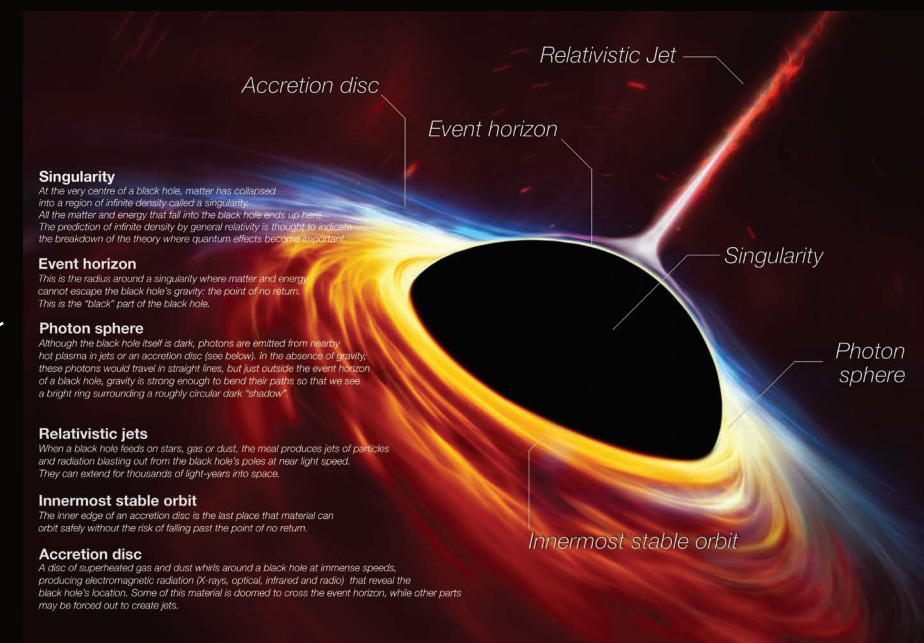 Relativistic Jet
Accretion disc
Event horizon
Singularity
At the very centre of a black hole, matter has collapsed
into a region of infinite density called a singularity.
All the matter and energy that fall into the black hole ends up here.
The prediction of infinite density by general relativity is thought to indicate
the breakdown of the theory where quantum effects become important.
Event horizon
This is the radius around a singularity where matter and energy
cannot escape the black hole's gravity: the point of no return.
This is the "black" part of the black hole.
Photon sphere
Although the black hole itself is dark, photons are emitted from nearby
hot plasma in jets or an accretion disc (see below). In the absence of gravity,
these photons would travel in straight lines, but just outside the event horizon
of a black hole, gravity is strong enough to bend their paths so that we see
a bright ring surrounding a roughly circular dark "shadow".
Relativistic jets
When a black hole feeds on stars, gas or dust, the meal produces jets of particles
and radiation blasting out from the black hole's poles at near light speed.
They can extend for thousands of light-years into space.
Innermost stable orbit
The inner edge of an accretion disc is the last place that material can
orbit safely without the risk of falling past the point of no return.
Accretion disc
A disc of superheated gas and dust whirls around a black hole at immense speeds,
producing electromagnetic radiation (X-rays, optical, infrared and radio) that reveal the
black hole's location. Some of this material is doomed to cross the event horizon, while other parts
may be forced out to create jets.
Singularity
Photon
sphere
Innermost stable orbit